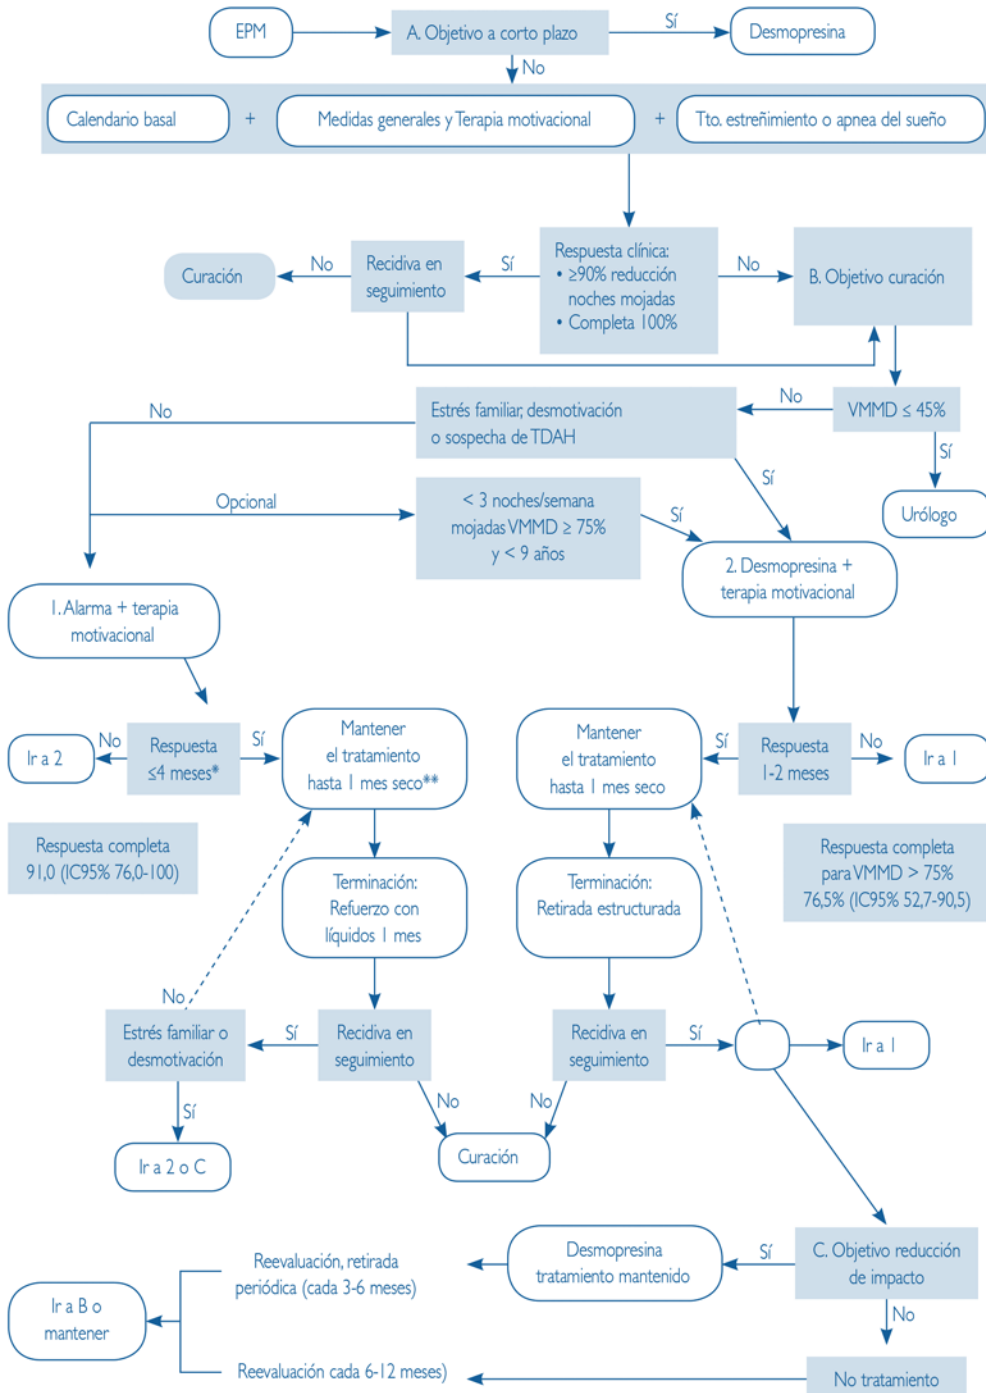 EPM
A. Objetivo a corto plazo
Sí
Desmopresina
No
Calendario basal
+
Medidas generales y Terapia motivacional
+
Tto. estreñimiento o apnea del sueño
Curación
No
Recidiva en
seguimiento
Sí
Respuesta clínica:
• ≥90% reducción
noches mojadas
• Completa 100%
No
B. Objetivo curación
No
Estrés familiar, desmotivación
o sospecha de TDAH
No
VMMD ≤ 45%
Sí
Sí
Urólogo
Opcional
< 3 noches/semana
mojadas VMMD ≥ 75%
y < 9 años
Sí
2. Desmopresina +
terapia motivacional
1. Alarma + terapia
motivacional
Ir a 2
No
Respuesta
≤4 meses*
Sí
Mantener
el tratamiento
hasta 1 mes seco**
Mantener
el tratamiento
hasta 1 mes seco
Sí
Respuesta
1-2 meses
No
Ir a 1
Respuesta completa
91,0 (IC95% 76,0-100)
Respuesta completa
para VMMD > 75%
76,5% (IC95% 52,7-90,5)
Terminación:
Refuerzo con
líquidos 1 mes
Terminación:
Retirada estructurada
No
Estrés familiar o
desmotivación
Sí
Recidiva en
seguimiento
Recidiva en
seguimiento
Sí
Ir a 1
Sí
No
No
Ir a 2 o C
Curación
Reevaluación, retirada
periódica (cada 3-6 meses)
Desmopresina
tratamiento mantenido
Sí
C. Objetivo reducción
de impacto
Ir a B o
mantener
No
Reevaluación cada 6-12 meses)
No tratamiento